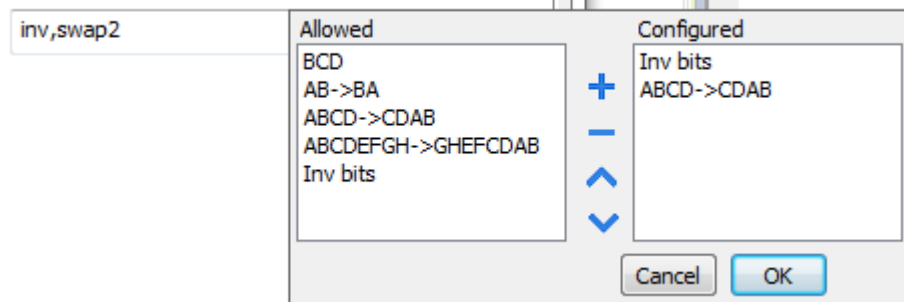 inv,swap2
Allowed
BCD
AB->BA
ABCD->CDAB
ABCDEFGH->GHEFCDAB
Inv bits
Configured
Inv bits
ABCD->CDAB
Cancel
OK